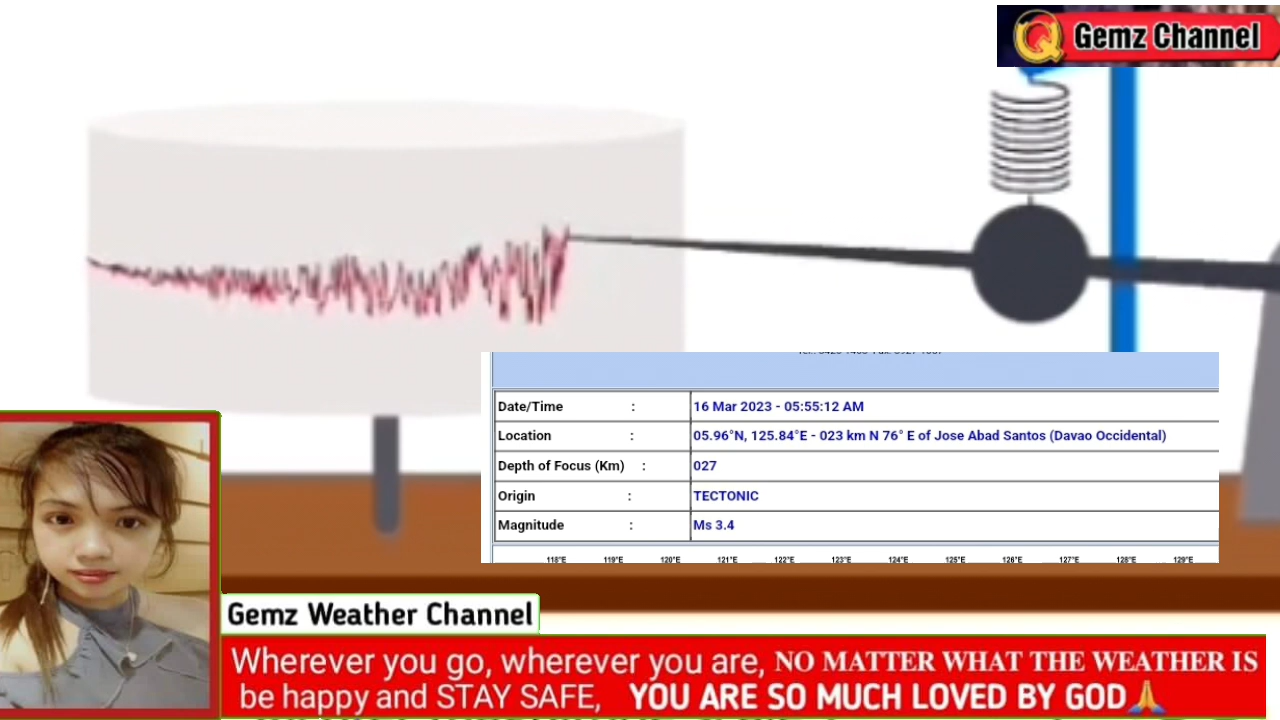 Gemz Channel
Date/Time : 16 Mar 2023 - 05:55:12 AM
Location : 05.96°N, 125.84°E - 023 km N 76° E of Jose Abad Santos (Davao Occidental)
Depth of Focus (Km) : 027
Origin : TECTONIC
Magnitude : Ms 3.4
118°E 119°E 120°E 121°E 122°E 123°E 124°E 125°E 126°E 127°E 128°E 129°E
Gemz Weather Channel
Wherever you go, wherever you are, NO MATTER WHAT THE WEATHER IS
be happy and STAY SAFE, YOU ARE SO MUCH LOVED BY GOD🙏